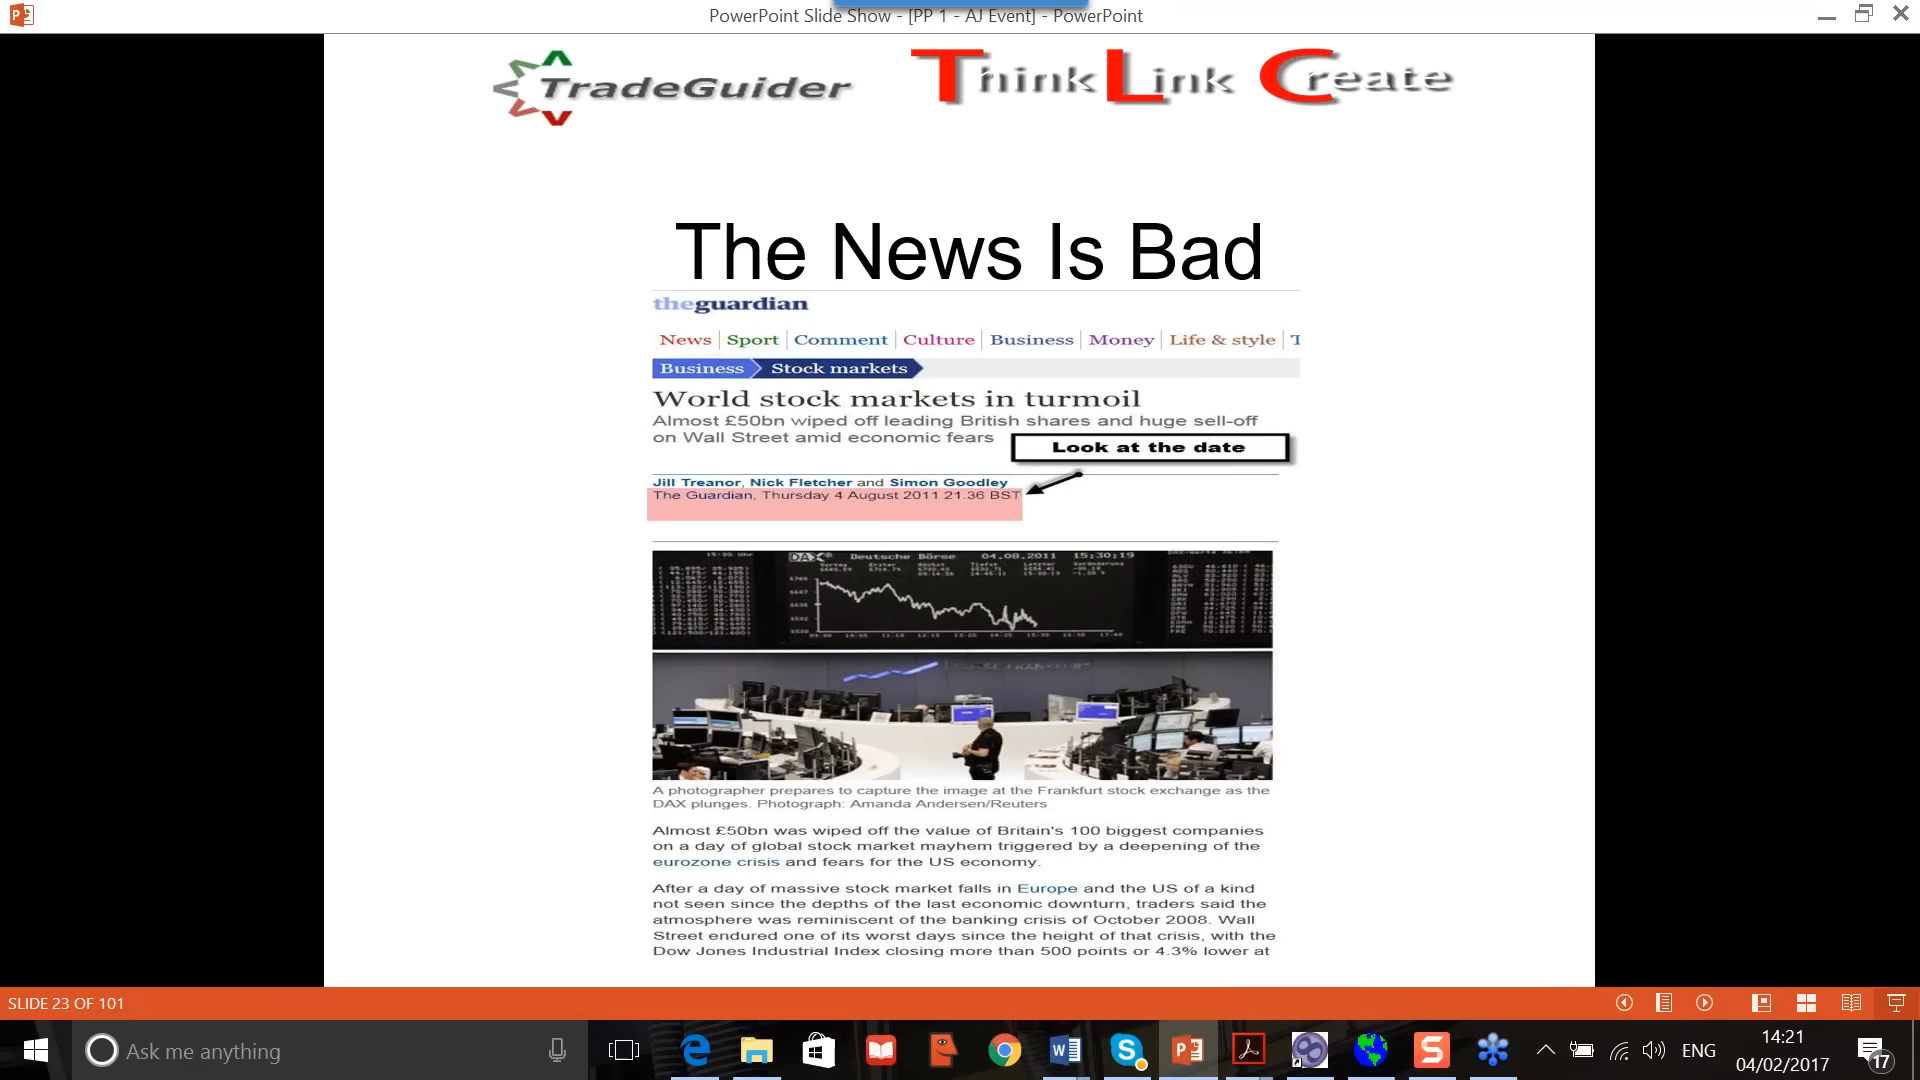 PowerPoint Slide Show - [PP 1 - AJ Event] - PowerPoint
TradeGuider
Think Link Create
The News Is Bad
theguardian
News Sport Comment Culture Business Money Life & style T
Business Stock markets
World stock markets in turmoil
Almost £50bn wiped off leading British shares and huge sell-off
on Wall Street amid economic fears
Look at the date
Jill Treanor, Nick Fletcher and Simon Goodley
The Guardian, Thursday 4 August 2011 21.36 BST
DAX Deutsche Börse 04.08.2011 15:30:19
A photographer prepares to capture the image at the Frankfurt stock exchange as the
DAX plunges. Photograph: Amanda Andersen/Reuters
Almost £50bn was wiped off the value of Britain's 100 biggest companies
on a day of global stock market mayhem triggered by a deepening of the
eurozone crisis and fears for the US economy.
After a day of massive stock market falls in Europe and the US of a kind
not seen since the depths of the last economic downturn, traders said the
atmosphere was reminiscent of the banking crisis of October 2008. Wall
Street endured one of its worst days since the height of that crisis, with the
Dow Jones Industrial Index closing more than 500 points or 4.3% lower at
SLIDE 23 OF 101
Ask me anything
ENG
14:21
04/02/2017
17